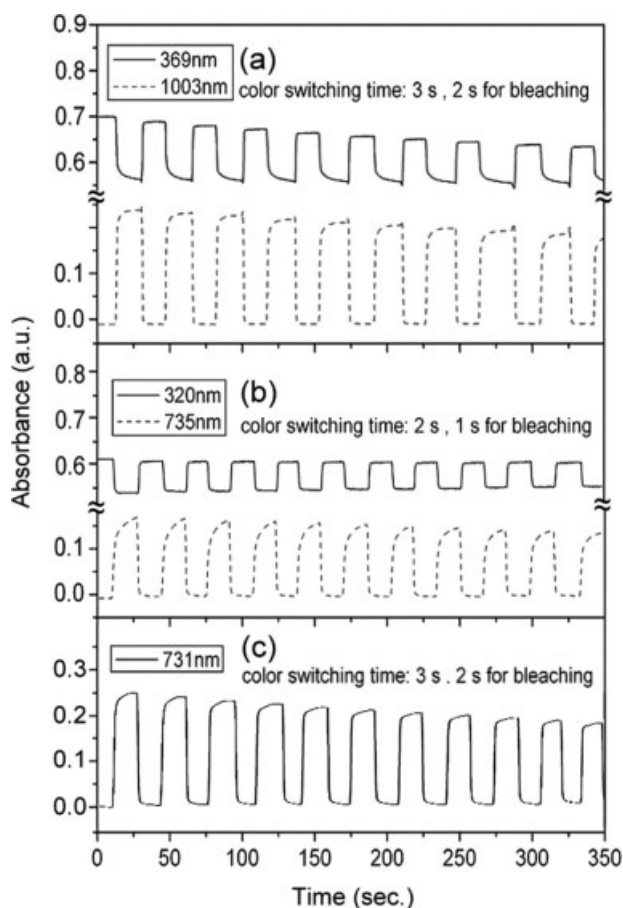 0.9
369nm
(a)
1003nm
color switching time: 3 s , 2 s for bleaching
0.8
0.7
0.6
0.1
0.0
Absorbance (a.u.)
0.8
320nm
(b)
735nm
color switching time: 2 s , 1 s for bleaching
0.7
0.6
0.1
0.0
731nm
(c)
color switching time: 3 s , 2 s for bleaching
0.3
0.2
0.1
0.0
0 50 100 150 200 250 300 350
Time (sec.)